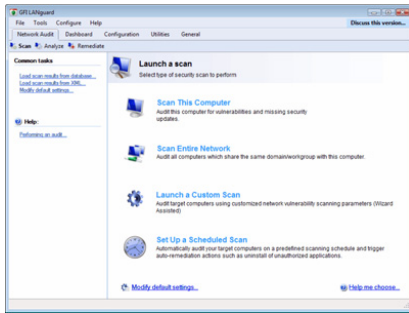 GFI LANguard
File Tools Configure Help
Discuss this version...
Network Audit Dashboard Configuration Utilities General
Scan Analyze Remediate
Common tasks
Load scan results from database...
Load scan results from XML...
Modify default settings...
Help:
Performing an audit...
Launch a scan
Select type of security scan to perform
Scan This Computer
Audit this computer for vulnerabilities and missing security
updates.
Scan Entire Network
Audit all computers which share the same domain/workgroup with this computer.
Launch a Custom Scan
Audit target computers using customized network vulnerability scanning parameters (Wizard
Assisted)
Set Up a Scheduled Scan
Automatically audit your target computers on a predefined scanning schedule and trigger
auto-remediation actions such as uninstall of unauthorized applications.
Modify default settings...
Help me choose...